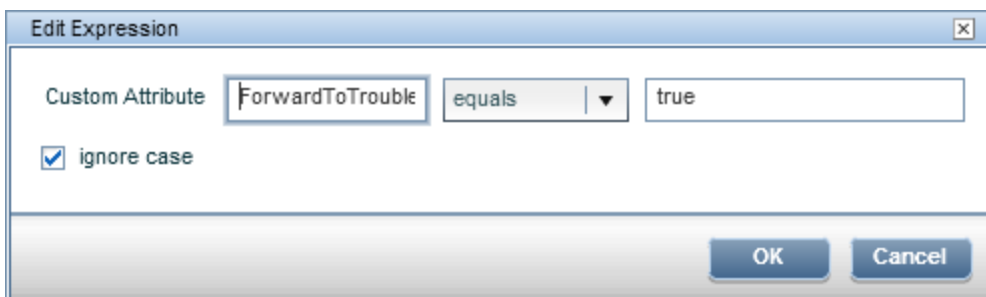 Edit Expression
Custom Attribute ForwardToTrouble equals true
ignore case
OK Cancel